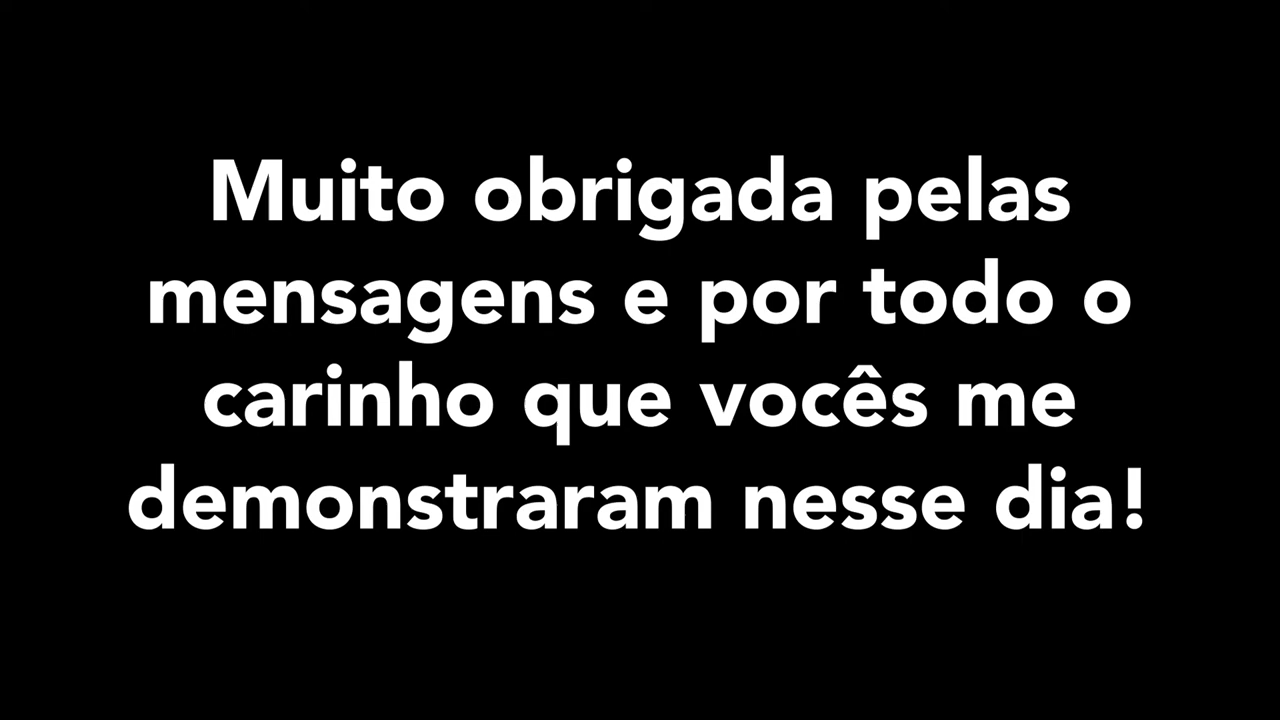 Muito obrigada pelas
mensagens e por todo o
carinho que vocês me
demonstraram nesse dia!